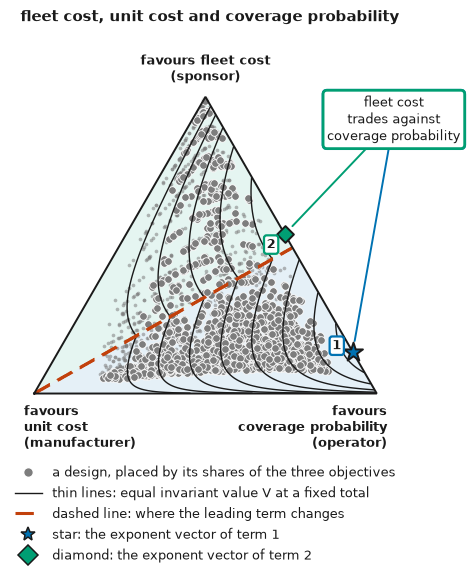 fleet cost, unit cost and coverage probability
favours fleet cost
(sponsor)
fleet cost
trades against
coverage probability
2
1
favours
unit cost
(manufacturer)
favours
coverage probability
(operator)
a design, placed by its shares of the three objectives
thin lines: equal invariant value V at a fixed total
dashed line: where the leading term changes
star: the exponent vector of term 1
diamond: the exponent vector of term 2